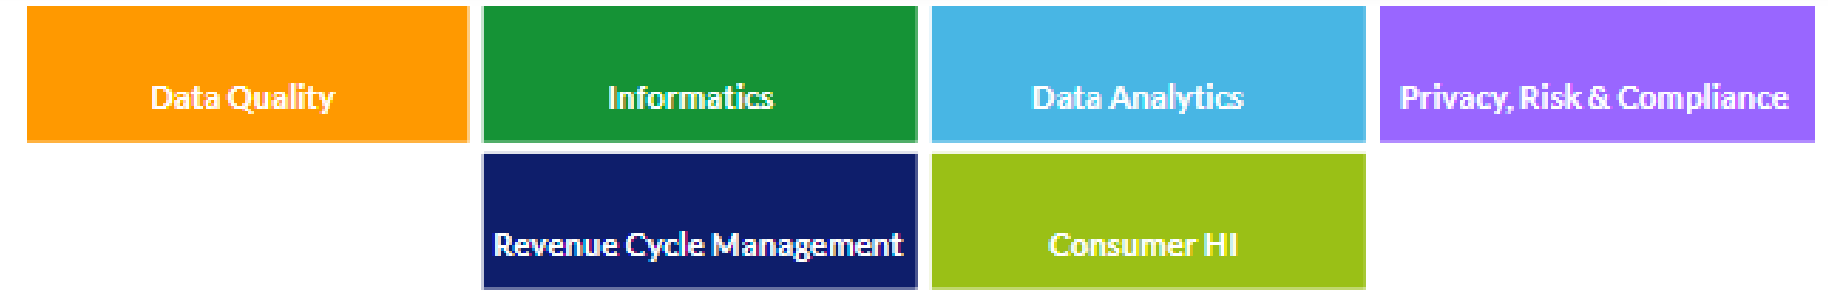 Data Quality
Informatics
Data Analytics
Privacy, Risk & Compliance
Revenue Cycle Management
Consumer HI